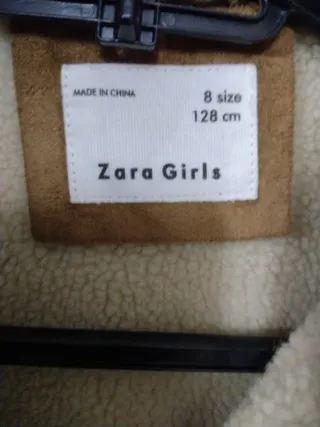 MADE IN CHINA
8 size
128 cm
Zara Girls